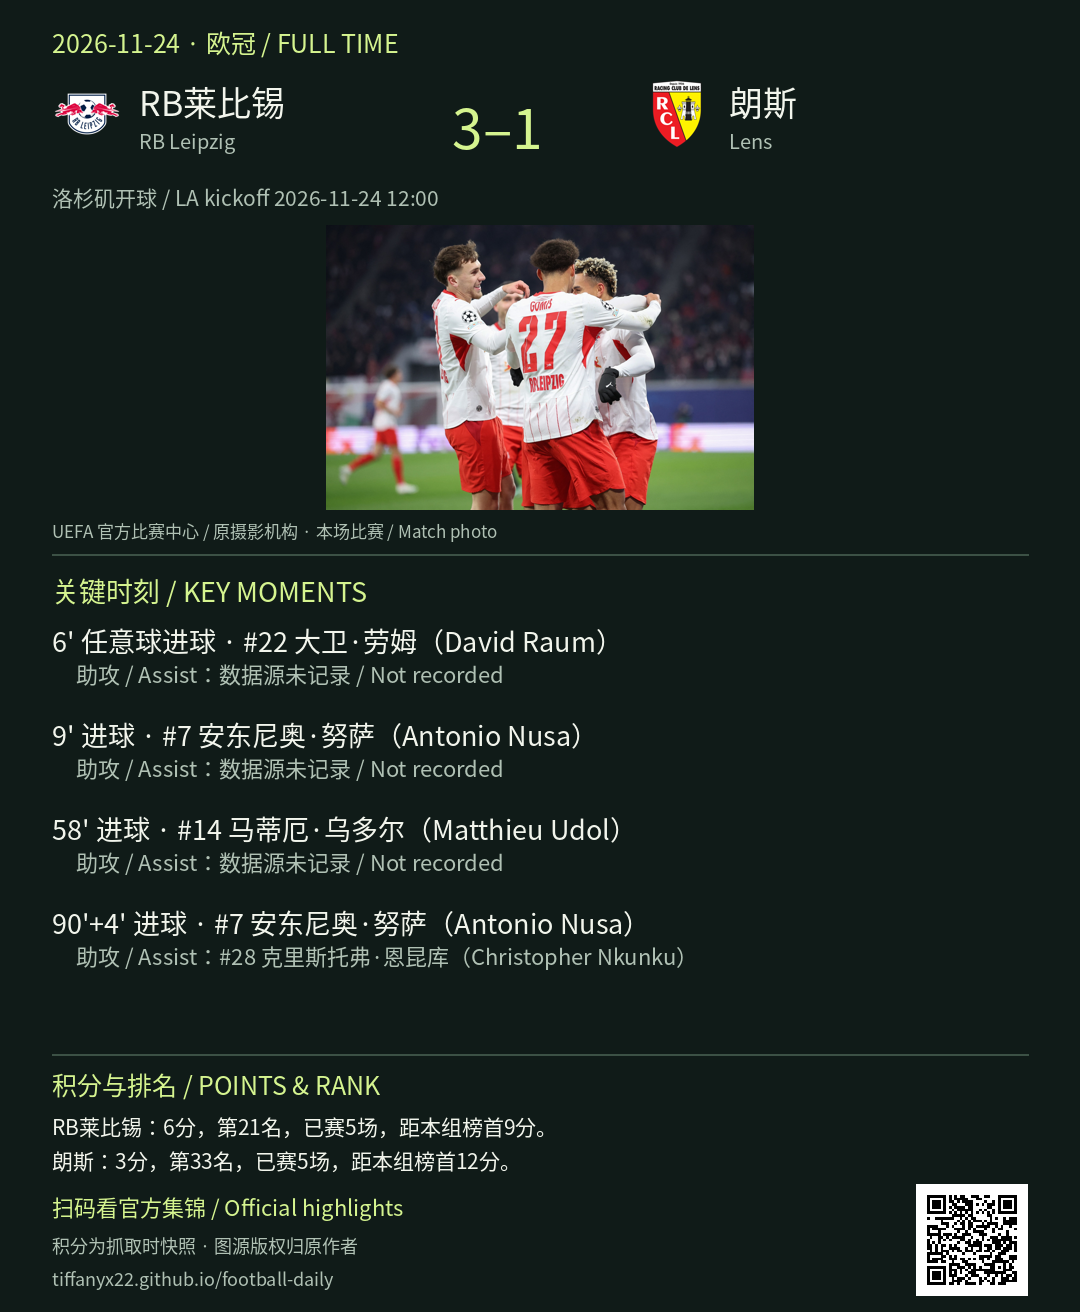 2026-11-24 · 欧冠 / FULL TIME
RB莱比锡
RB Leipzig
3–1
RACING CLUB DE LENS
RCL
朗斯
Lens
RB LEIPZIG
洛杉矶开球 / LA kickoff 2026-11-24 12:00
GOMIS
27
RB LEIPZIG
UEFA 官方比赛中心 / 原摄影机构 · 本场比赛 / Match photo
关键时刻 / KEY MOMENTS
6' 任意球进球 · #22 大卫·劳姆（David Raum）
助攻 / Assist：数据源未记录 / Not recorded
9' 进球 · #7 安东尼奥·努萨（Antonio Nusa）
助攻 / Assist：数据源未记录 / Not recorded
58' 进球 · #14 马蒂厄·乌多尔（Matthieu Udol）
助攻 / Assist：数据源未记录 / Not recorded
90'+4' 进球 · #7 安东尼奥·努萨（Antonio Nusa）
助攻 / Assist：#28 克里斯托弗·恩昆库（Christopher Nkunku）
积分与排名 / POINTS & RANK
RB莱比锡：6分，第21名，已赛5场，距本组榜首9分。
朗斯：3分，第33名，已赛5场，距本组榜首12分。
扫码看官方集锦 / Official highlights
积分为抓取时快照 · 图源版权归原作者
tiffanyx22.github.io/football-daily